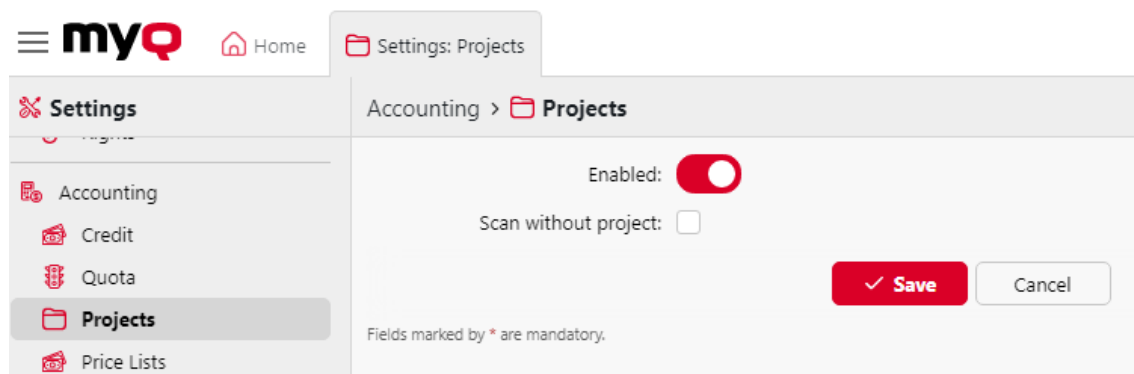 myQ
Home
Settings: Projects
Settings
Accounting > Projects
Rights
Accounting
Credit
Quota
Projects
Price Lists
Enabled:
Scan without project:
Save
Cancel
Fields marked by * are mandatory.